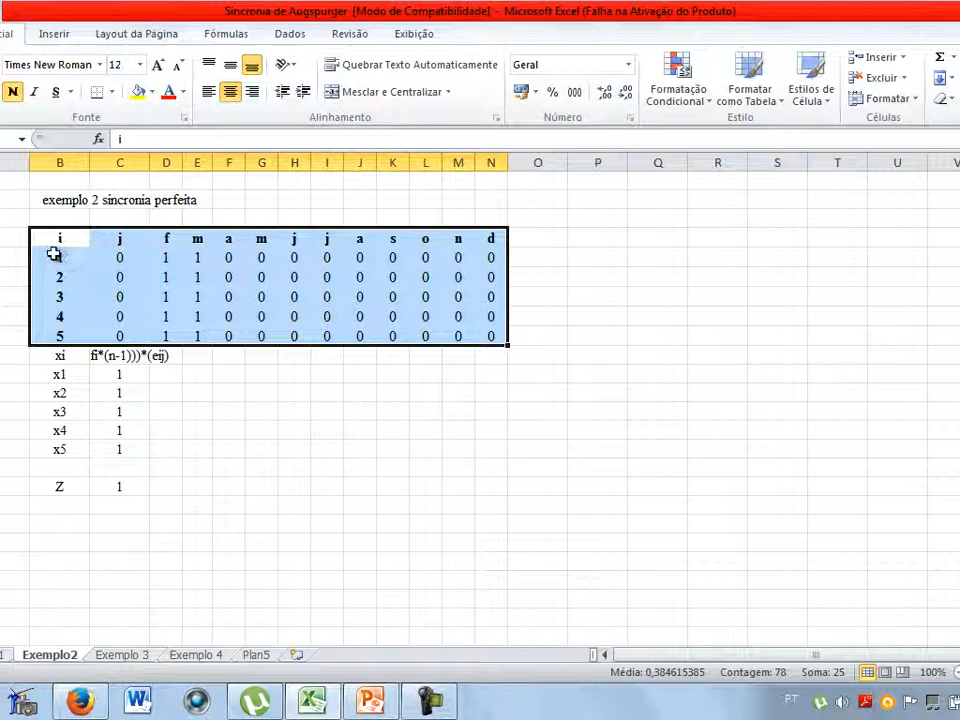 Sincronia de Augspurger [Modo de Compatibilidade] - Microsoft Excel (Falha na Ativação do Produto)
Inserir Layout da Página Fórmulas Dados Revisão Exibição
Times New Roman 12 A A Quebrar Texto Automaticamente Geral Formatação Condicional Formatar como Tabela Estilos de Célula Inserir Σ
N I S A Mesclar e Centralizar % 000 Excluir
Formatar
Fonte Alinhamento Número Estilo Células
fx i
B C D E F G H I J K L M N O P Q R S T U V
exemplo 2 sincronia perfeita
i j f m a m j j a s o n d
0 1 1 0 0 0 0 0 0 0 0 0
2 0 1 1 0 0 0 0 0 0 0 0 0
3 0 1 1 0 0 0 0 0 0 0 0 0
4 0 1 1 0 0 0 0 0 0 0 0 0
5 0 1 1 0 0 0 0 0 0 0 0 0
xi fi*(n-1)))*(eij)
x1 1
x2 1
x3 1
x4 1
x5 1
Z 1
Exemplo2 Exemplo 3 Exemplo 4 Plan5
Média: 0,384615385 Contagem: 78 Soma: 25 100%
PT